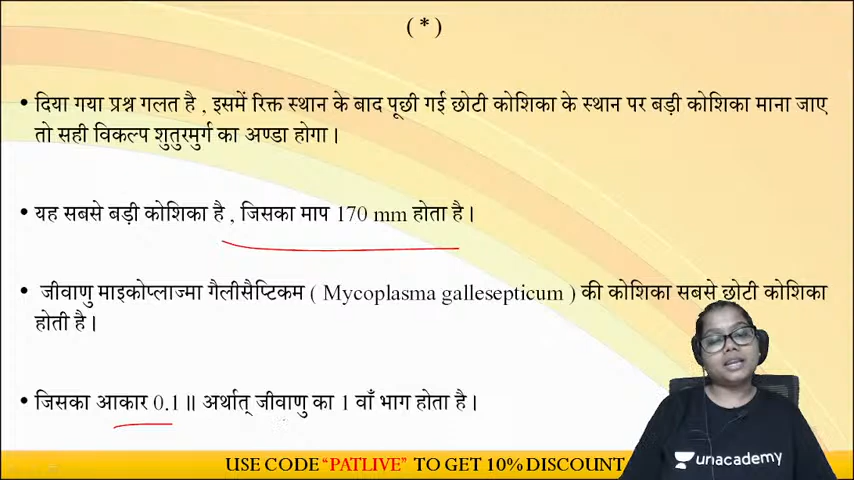 ( * )
• दिया गया प्रश्न गलत है , इसमें रिक्त स्थान के बाद पूछी गई छोटी कोशिका के स्थान पर बड़ी कोशिका माना जाए
तो सही विकल्प शुतुरमुर्ग का अण्डा होगा ।
• यह सबसे बड़ी कोशिका है , जिसका माप 170 mm होता है ।
• जीवाणु माइकोप्लाज्मा गैलीसैप्टिकम ( Mycoplasma gallesepticum ) की कोशिका सबसे छोटी कोशिका
होती है ।
• जिसका आकार 0.1 ॥ अर्थात् जीवाणु का 1 वाँ भाग होता है ।
unacademy
USE CODE “PATLIVE” TO GET 10% DISCOUNT